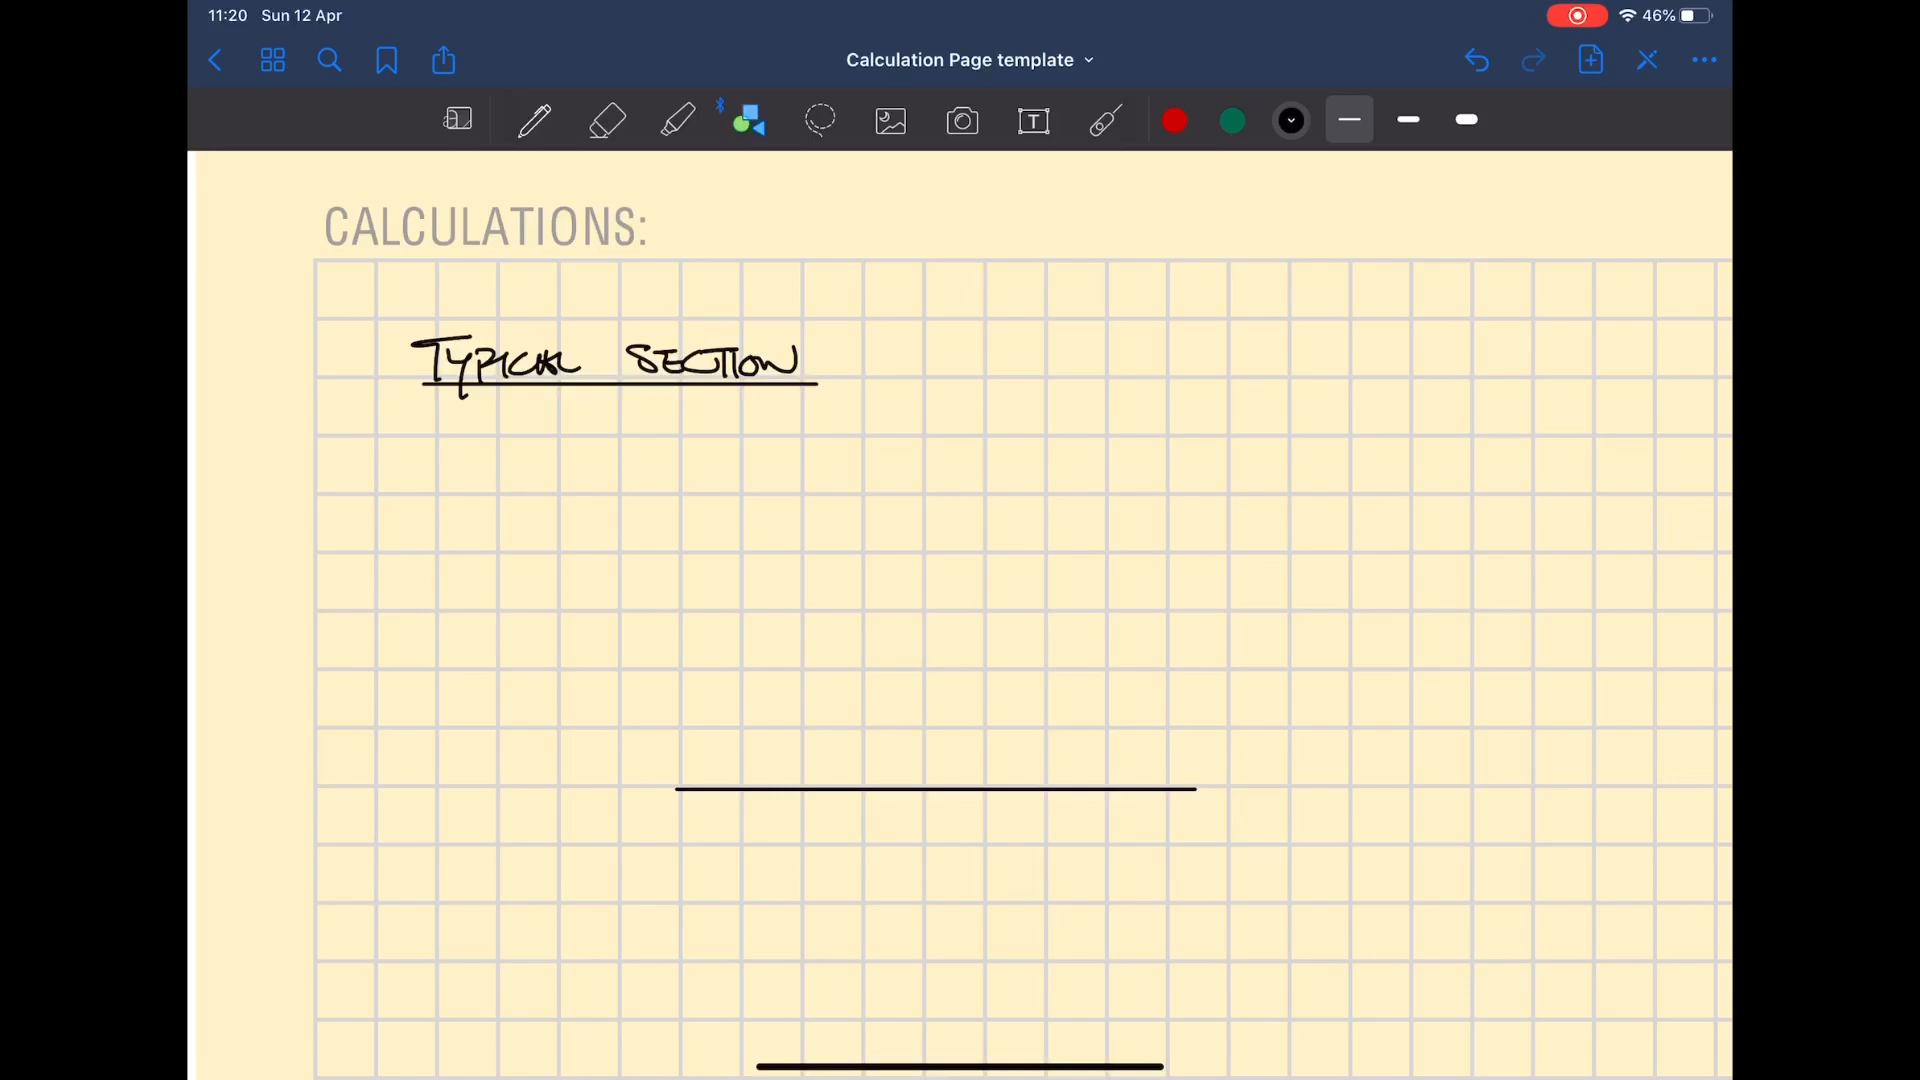 11:20 Sun 12 Apr 46%
Calculation Page template
T
CALCULATIONS:
TYPICAL SECTION